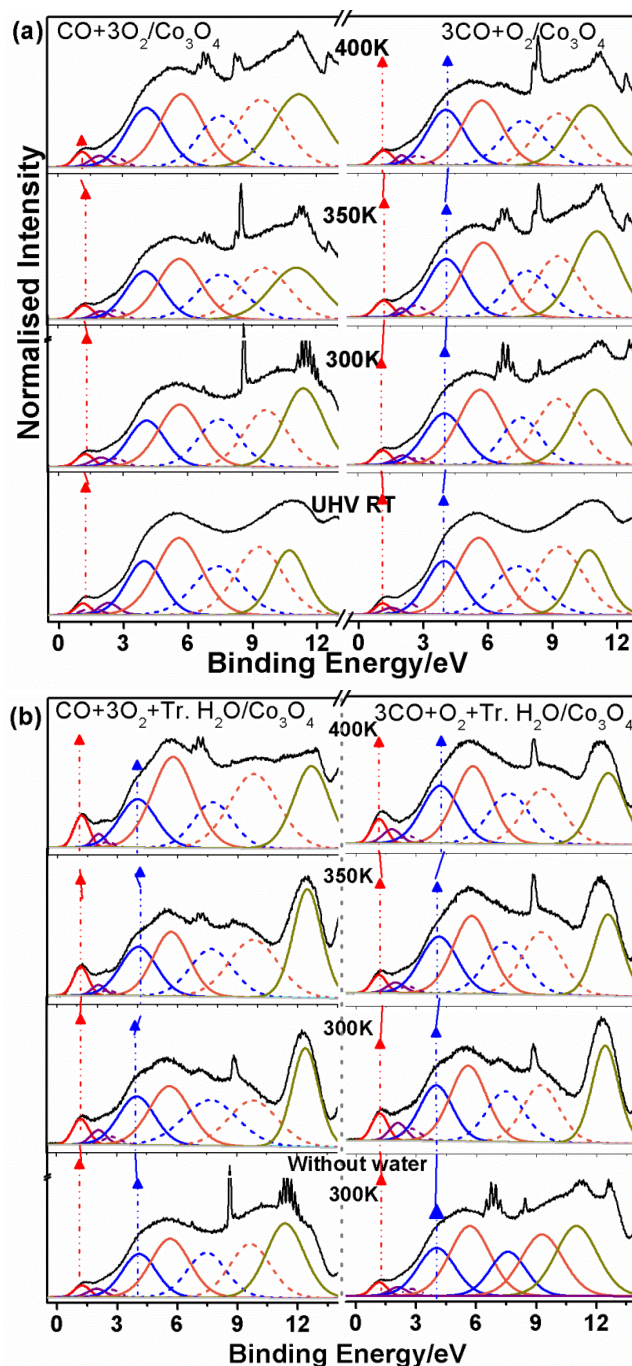 (a)
CO+3O₂/Co₃O₄
3CO+O₂/Co₃O₄
400K
350K
300K
UHV RT
Normalised Intensity
0 3 6 9 12 0 3 6 9 12
Binding Energy/eV
(b)
CO+3O₂+Tr. H₂O/Co₃O₄
3CO+O₂+Tr. H₂O/Co₃O₄
400K
350K
300K
Without water
300K
0 3 6 9 12 0 3 6 9 12
Binding Energy/eV